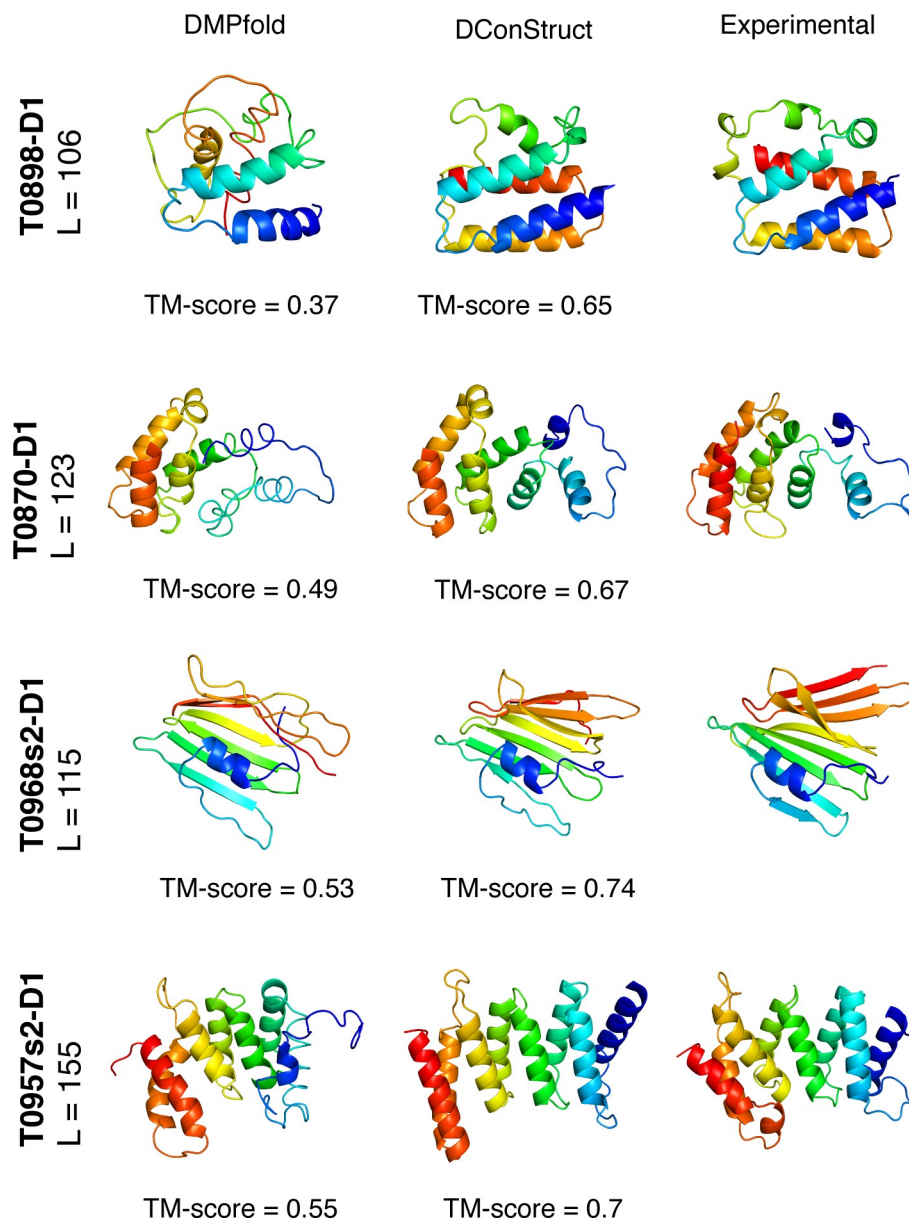 DMPfold
DConStruct
Experimental
T0898-D1
L = 106
TM-score = 0.37
TM-score = 0.65
T0870-D1
L = 123
TM-score = 0.49
TM-score = 0.67
T0968s2-D1
L = 115
TM-score = 0.53
TM-score = 0.74
T0957s2-D1
L = 155
TM-score = 0.55
TM-score = 0.7